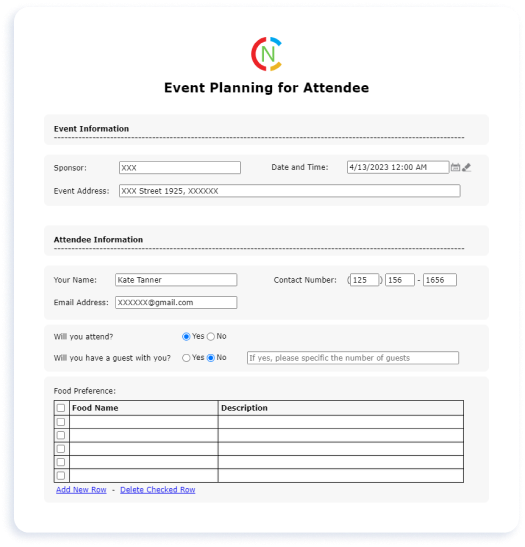 N
Event Planning for Attendee
Event Information
Sponsor: XXX Date and Time: 4/13/2023 12:00 AM
Event Address: XXX Street 1925, XXXXXX
Attendee Information
Your Name: Kate Tanner Contact Number: (125) 156 - 1656
Email Address: XXXXXX@gmail.com
Will you attend? Yes No
Will you have a guest with you? Yes No If yes, please specific the number of guests
Food Preference:
Food Name Description
Add New Row - Delete Checked Row